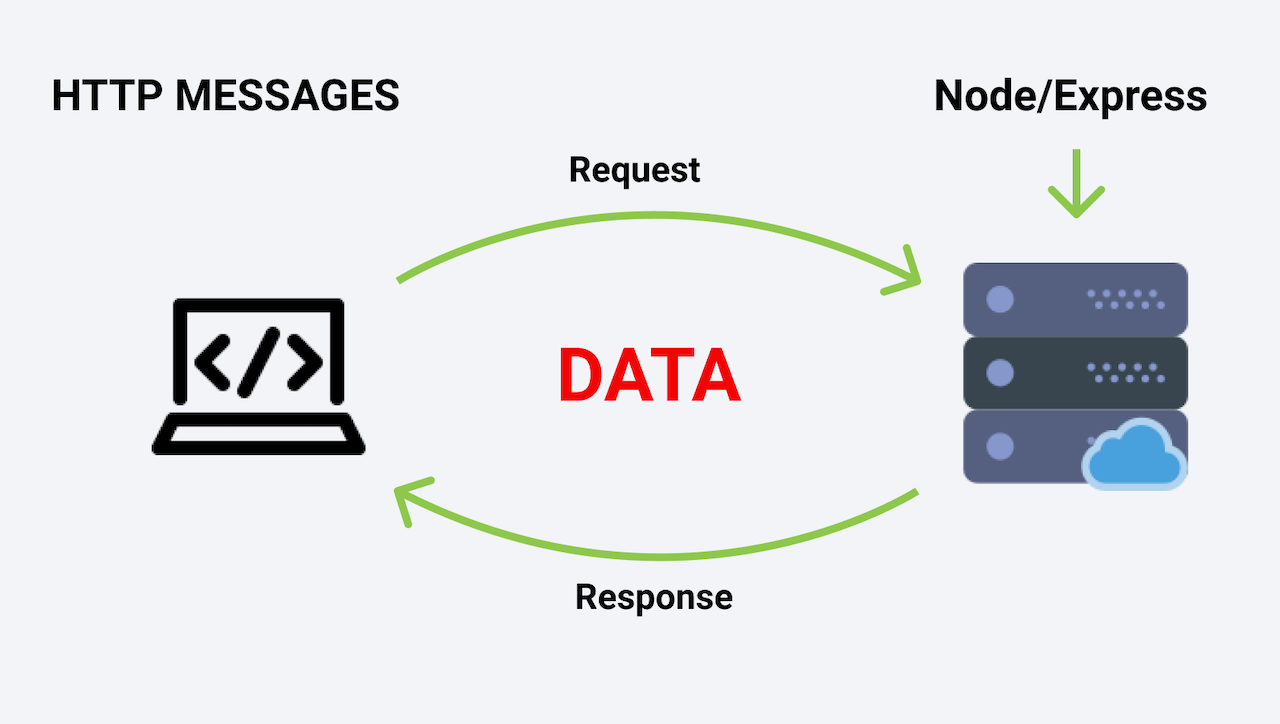 HTTP MESSAGES
Node/Express
Request
</>
DATA
Response